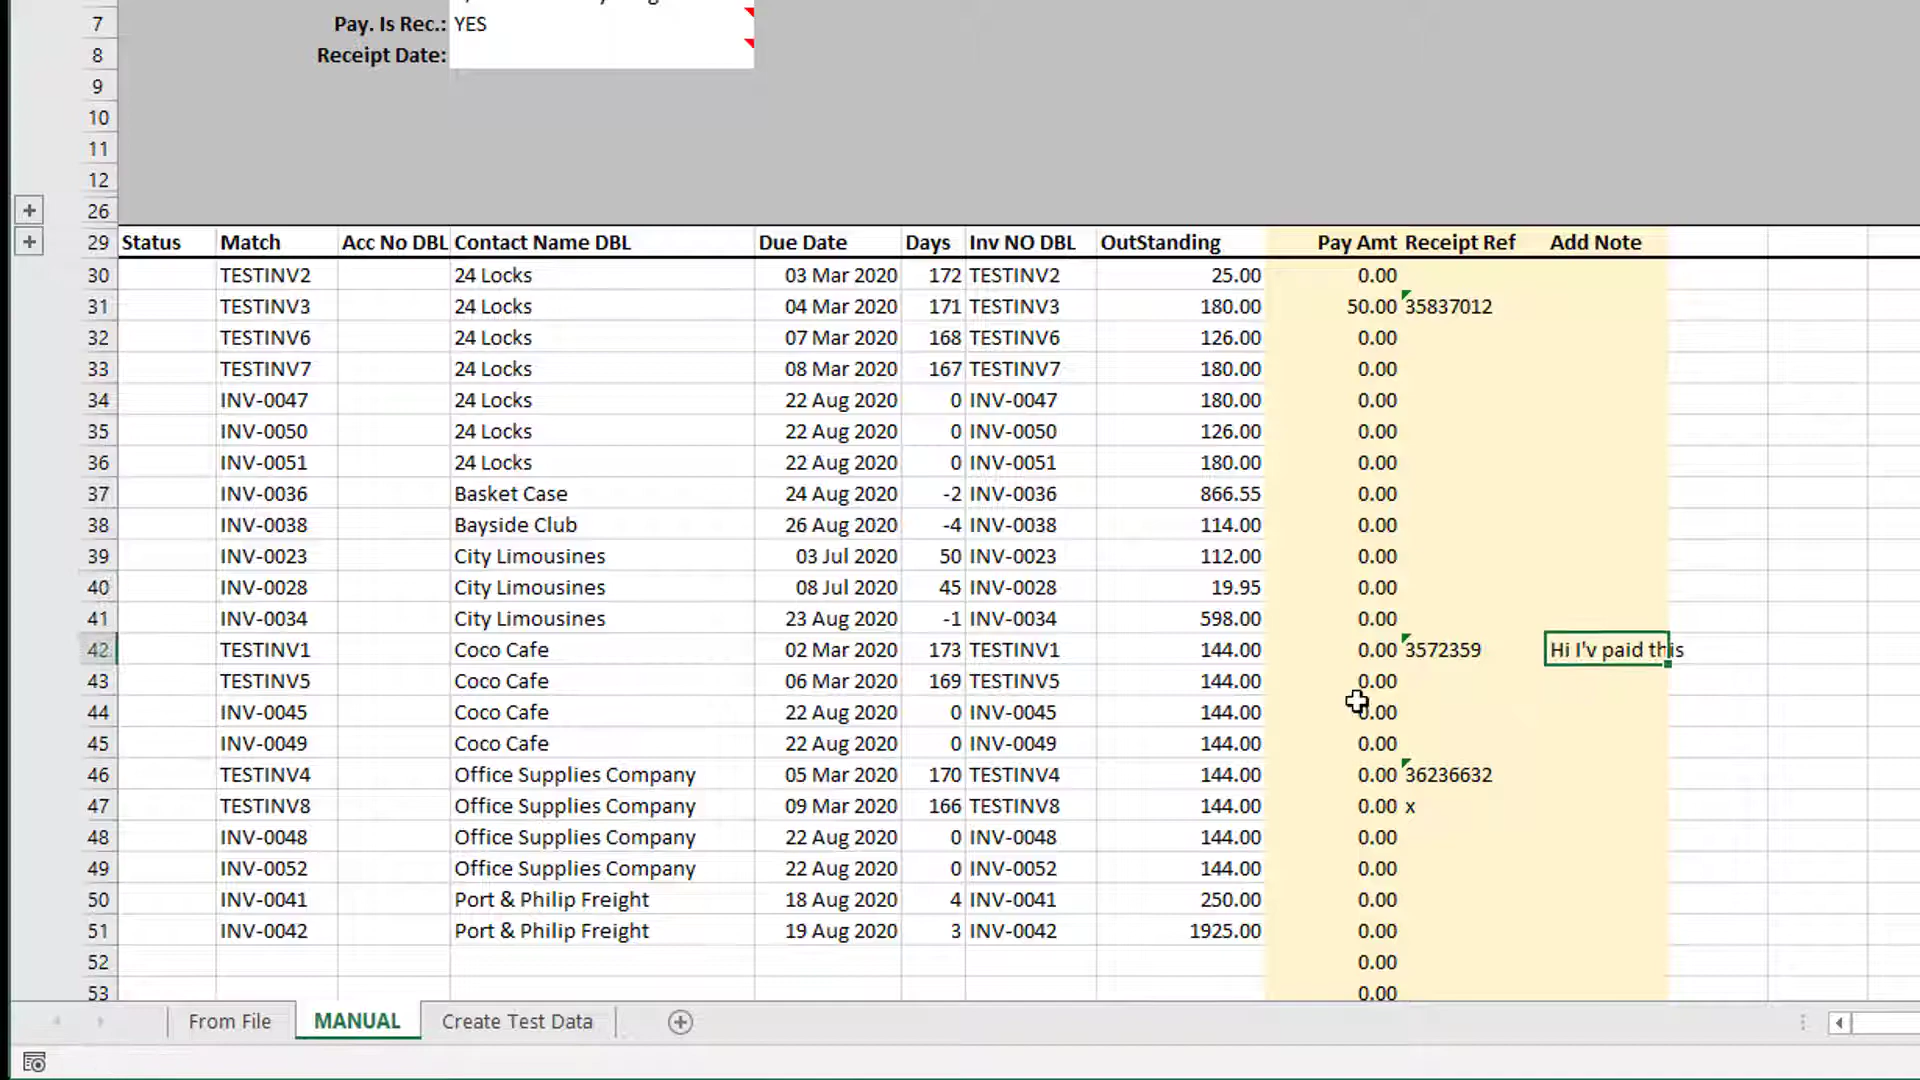 7 Pay. Is Rec.: YES
8 Receipt Date:
9
10
11
12
26
29 Status Match Acc No DBL Contact Name DBL Due Date Days Inv NO DBL OutStanding Pay Amt Receipt Ref Add Note
30 TESTINV2 24 Locks 03 Mar 2020 172 TESTINV2 25.00 0.00
31 TESTINV3 24 Locks 04 Mar 2020 171 TESTINV3 180.00 50.00 35837012
32 TESTINV6 24 Locks 07 Mar 2020 168 TESTINV6 126.00 0.00
33 TESTINV7 24 Locks 08 Mar 2020 167 TESTINV7 180.00 0.00
34 INV-0047 24 Locks 22 Aug 2020 0 INV-0047 180.00 0.00
35 INV-0050 24 Locks 22 Aug 2020 0 INV-0050 126.00 0.00
36 INV-0051 24 Locks 22 Aug 2020 0 INV-0051 180.00 0.00
37 INV-0036 Basket Case 24 Aug 2020 -2 INV-0036 866.55 0.00
38 INV-0038 Bayside Club 26 Aug 2020 -4 INV-0038 114.00 0.00
39 INV-0023 City Limousines 03 Jul 2020 50 INV-0023 112.00 0.00
40 INV-0028 City Limousines 08 Jul 2020 45 INV-0028 19.95 0.00
41 INV-0034 City Limousines 23 Aug 2020 -1 INV-0034 598.00 0.00
42 TESTINV1 Coco Cafe 02 Mar 2020 173 TESTINV1 144.00 0.00 3572359 Hi I'v paid this
43 TESTINV5 Coco Cafe 06 Mar 2020 169 TESTINV5 144.00 0.00
44 INV-0045 Coco Cafe 22 Aug 2020 0 INV-0045 144.00 0.00
45 INV-0049 Coco Cafe 22 Aug 2020 0 INV-0049 144.00 0.00
46 TESTINV4 Office Supplies Company 05 Mar 2020 170 TESTINV4 144.00 0.00 36236632
47 TESTINV8 Office Supplies Company 09 Mar 2020 166 TESTINV8 144.00 0.00 x
48 INV-0048 Office Supplies Company 22 Aug 2020 0 INV-0048 144.00 0.00
49 INV-0052 Office Supplies Company 22 Aug 2020 0 INV-0052 144.00 0.00
50 INV-0041 Port & Philip Freight 18 Aug 2020 4 INV-0041 250.00 0.00
51 INV-0042 Port & Philip Freight 19 Aug 2020 3 INV-0042 1925.00 0.00
52 0.00
53 0.00
From File MANUAL Create Test Data